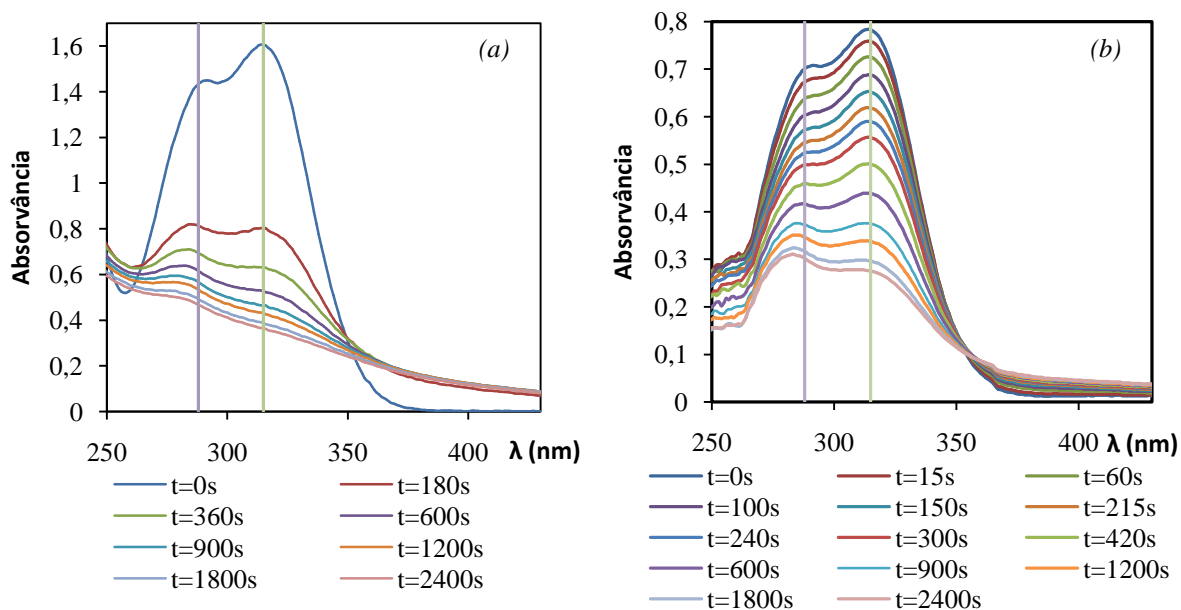 (a)
1,6
1,4
1,2
1
0,8
0,6
0,4
0,2
0
Absorvância
250 300 350 400 λ (nm)
t=0s t=180s
t=360s t=600s
t=900s t=1200s
t=1800s t=2400s
(b)
0,8
0,7
0,6
0,5
0,4
0,3
0,2
0,1
0
Absorvância
250 300 350 400 λ (nm)
t=0s t=15s t=60s
t=100s t=150s t=215s
t=240s t=300s t=420s
t=600s t=900s t=1200s
t=1800s t=2400s